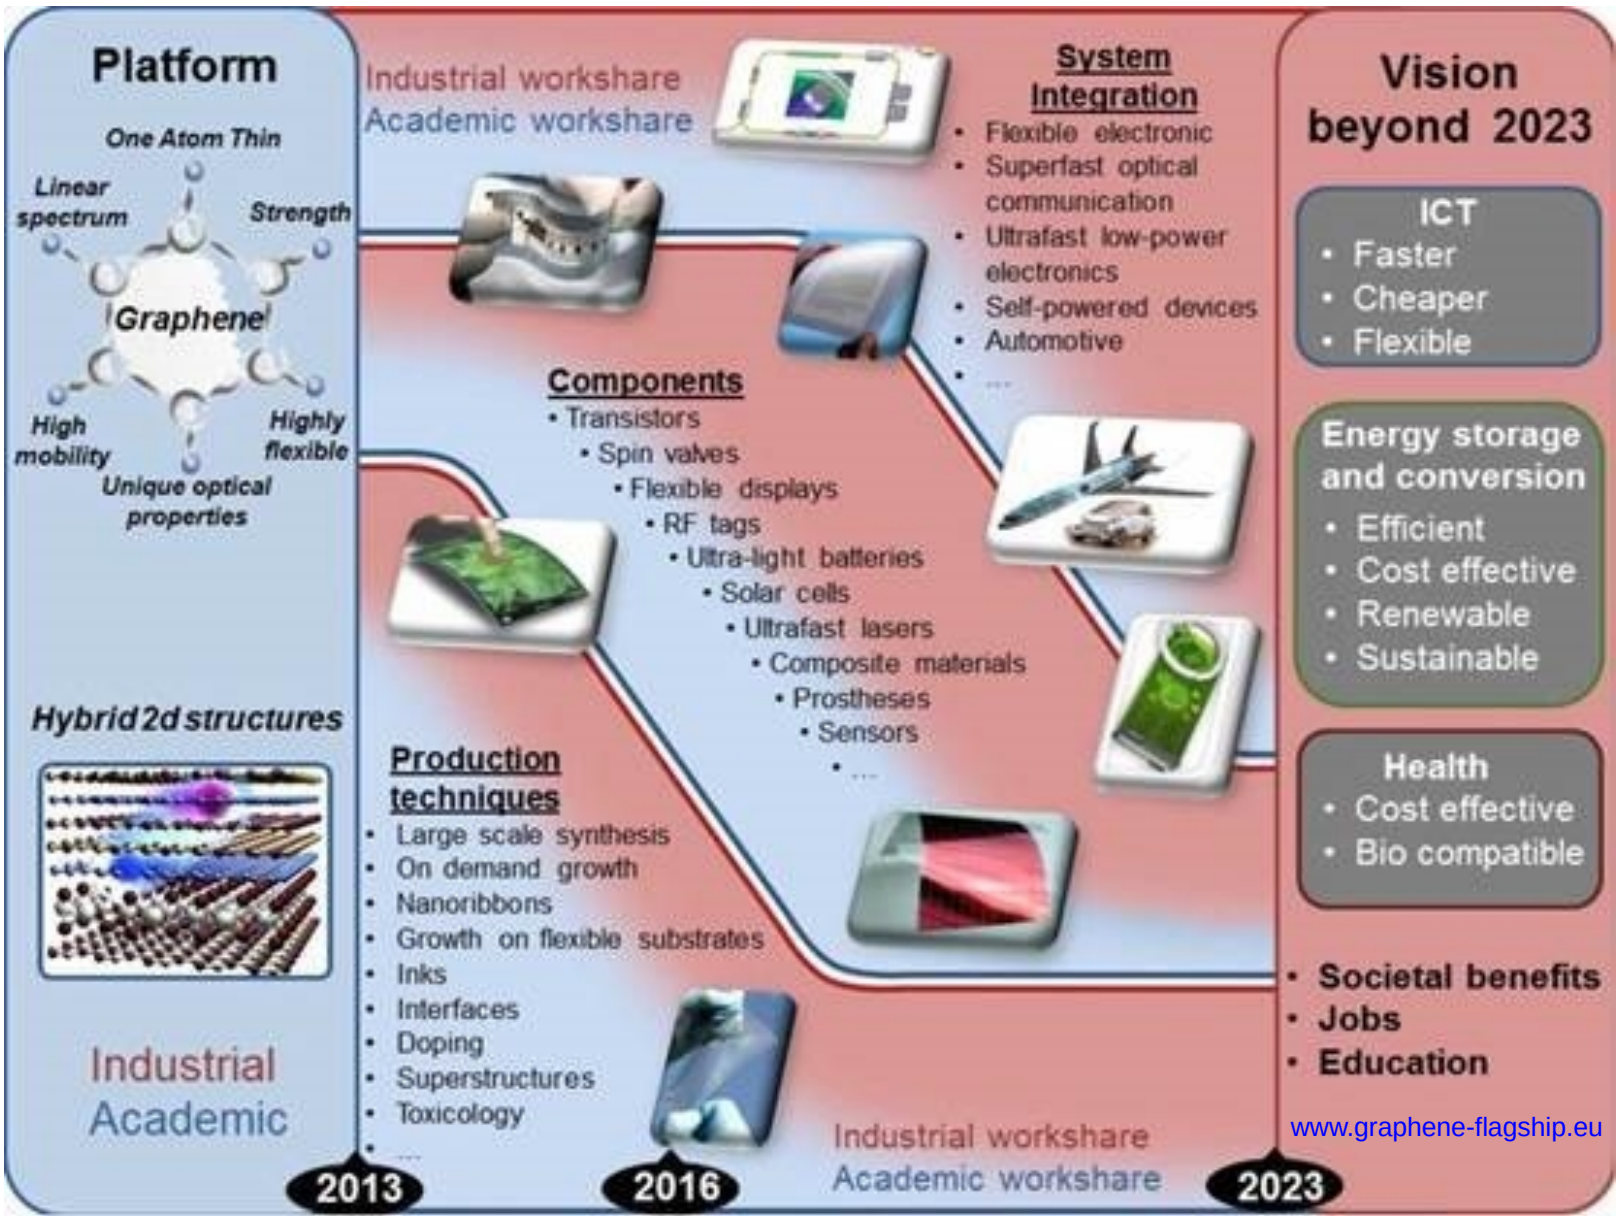 Platform
One Atom Thin
Linear
spectrum
Strength
Graphene
High
mobility
Highly
flexible
Unique optical
properties
Hybrid 2d structures
Industrial
Academic
Industrial workshare
Academic workshare
System
Integration
• Flexible electronic
• Superfast optical
communication
• Ultrafast low-power
electronics
• Self-powered devices
• Automotive
• ...
Components
• Transistors
• Spin valves
• Flexible displays
• RF tags
• Ultra-light batteries
• Solar cells
• Ultrafast lasers
• Composite materials
• Prostheses
• Sensors
• ...
Production
techniques
• Large scale synthesis
• On demand growth
• Nanoribbons
• Growth on flexible substrates
• Inks
• Interfaces
• Doping
• Superstructures
• Toxicology
• ...
Industrial workshare
Academic workshare
2013
2016
2023
Vision
beyond 2023
ICT
• Faster
• Cheaper
• Flexible
Energy storage
and conversion
• Efficient
• Cost effective
• Renewable
• Sustainable
Health
• Cost effective
• Bio compatible
• Societal benefits
• Jobs
• Education
www.graphene-flagship.eu